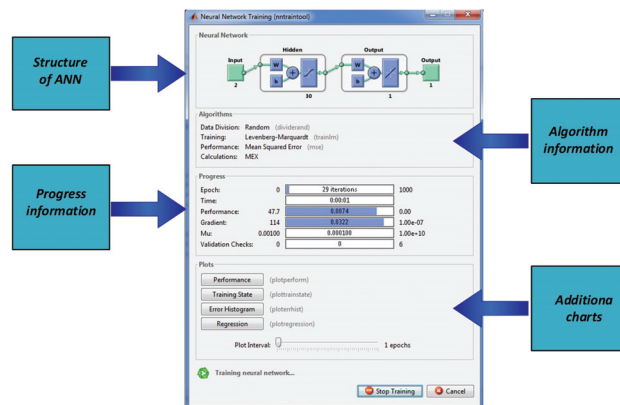 Neural Network Training (nntraintool)
Neural Network
Hidden
Output
Input
Output
W
W
b
b
2
30
1
1
Algorithms
Data Division: Random (dividerand)
Training: Levenberg-Marquardt (trainlm)
Performance: Mean Squared Error (mse)
Calculations: MEX
Progress
Epoch: 0 29 iterations 1000
Time: 0:00:01
Performance: 47.7 0.0074 0.00
Gradient: 114 0.0322 1.00e-07
Mu: 0.00100 0.000100 1.00e+10
Validation Checks: 0 0 6
Plots
Performance (plotperform)
Training State (plottrainstate)
Error Histogram (ploterrhist)
Regression (plotregression)
Plot Interval: 1 epochs
Training neural network...
Stop Training Cancel
Structure
of ANN
Progress
information
Algorithm
information
Additiona
charts